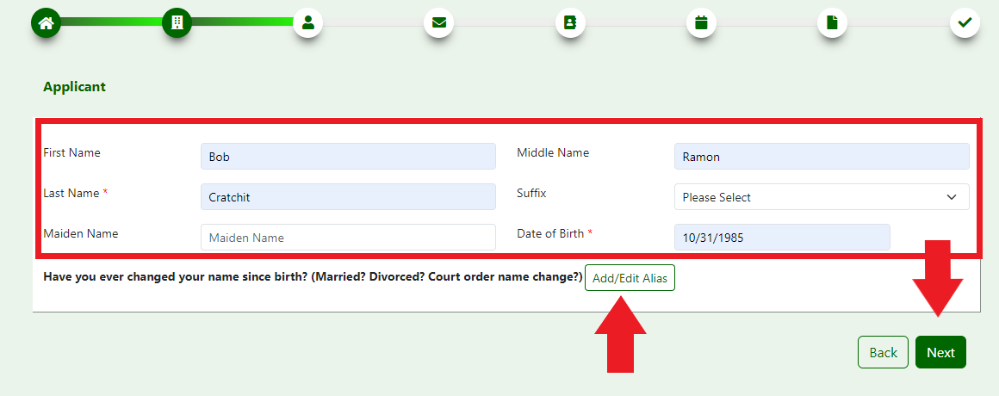 Applicant
First Name Bob Middle Name Ramon
Last Name * Cratchit Suffix Please Select
Maiden Name Maiden Name Date of Birth * 10/31/1985
Have you ever changed your name since birth? (Married? Divorced? Court order name change?) Add/Edit Alias
Back Next